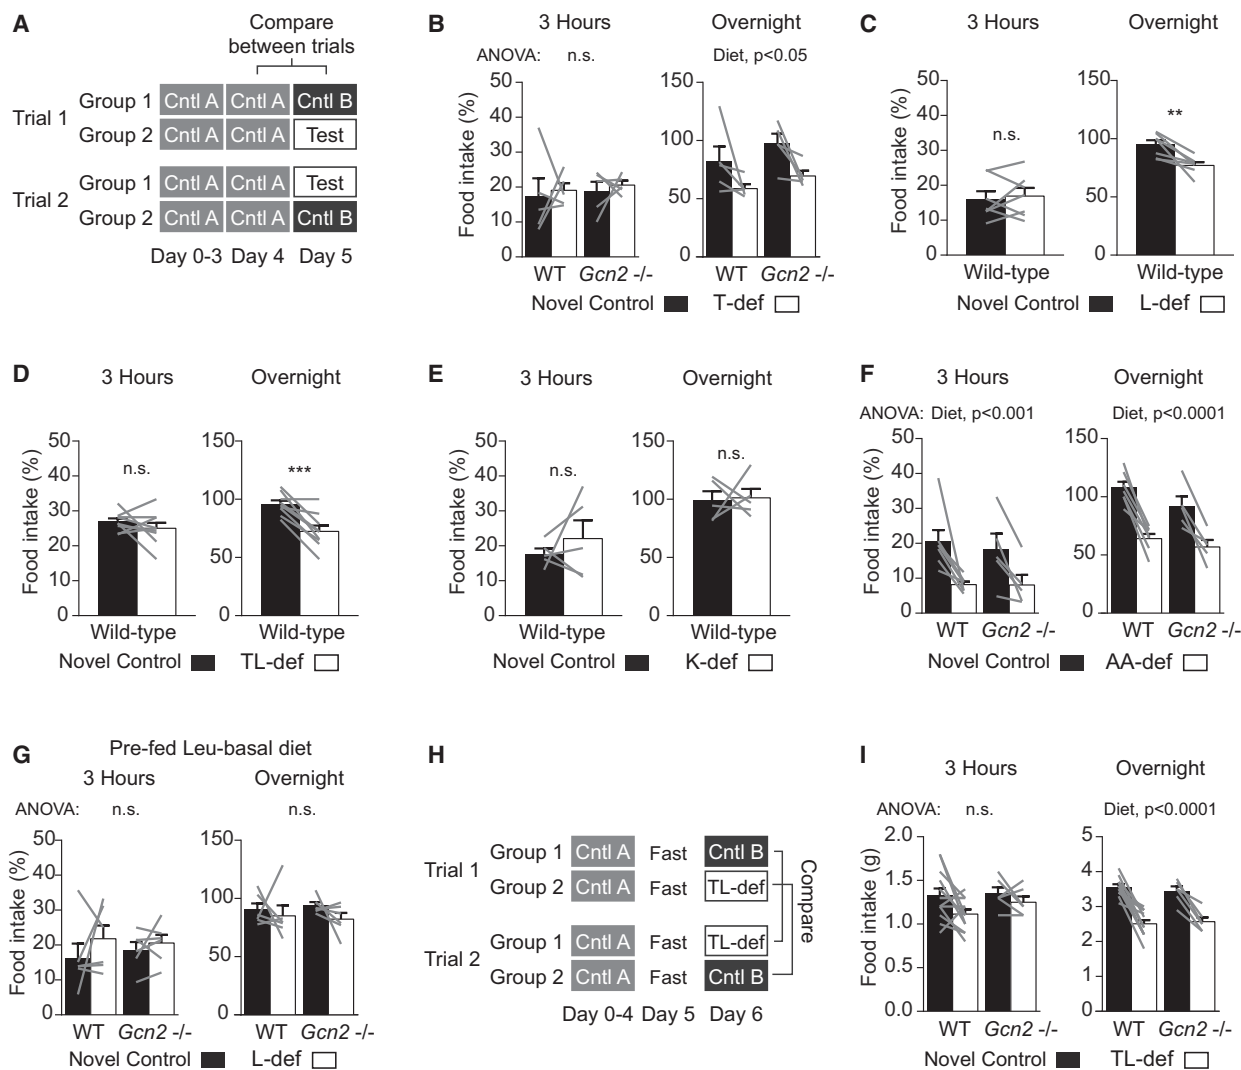 A
Compare
between trials
Trial 1
Group 1 Cntl A Cntl A Cntl B
Group 2 Cntl A Cntl A Test
Trial 2
Group 1 Cntl A Cntl A Test
Group 2 Cntl A Cntl A Cntl B
Day 0-3 Day 4 Day 5
B
3 Hours Overnight
ANOVA: n.s. Diet, p<0.05
Food intake (%)
50
40
30
20
10
0
150
100
50
0
WT Gcn2 -/- WT Gcn2 -/-
Novel Control T-def
C
3 Hours Overnight
Food intake (%)
50
40
30
20
10
0
n.s.
150
100
50
0
**
Wild-type Wild-type
Novel Control L-def
D
3 Hours Overnight
Food intake (%)
50
40
30
20
10
0
n.s.
150
100
50
0
***
Wild-type Wild-type
Novel Control TL-def
E
3 Hours Overnight
Food intake (%)
50
40
30
20
10
0
n.s.
150
100
50
0
n.s.
Wild-type Wild-type
Novel Control K-def
F
3 Hours Overnight
ANOVA: Diet, p<0.001 Diet, p<0.0001
Food intake (%)
50
40
30
20
10
0
150
100
50
0
WT Gcn2 -/- WT Gcn2 -/-
Novel Control AA-def
G
Pre-fed Leu-basal diet
3 Hours Overnight
ANOVA: n.s. n.s.
Food intake (%)
50
40
30
20
10
0
150
100
50
0
WT Gcn2 -/- WT Gcn2 -/-
Novel Control L-def
H
Trial 1
Group 1 Cntl A Fast Cntl B
Group 2 Cntl A Fast TL-def
Trial 2
Group 1 Cntl A Fast TL-def
Group 2 Cntl A Fast Cntl B
Compare
Day 0-4 Day 5 Day 6
I
3 Hours Overnight
ANOVA: n.s. Diet, p<0.0001
Food intake (g)
2.0
1.5
1.0
0.5
0.0
5
4
3
2
1
0
WT Gcn2 -/- WT Gcn2 -/-
Novel Control TL-def